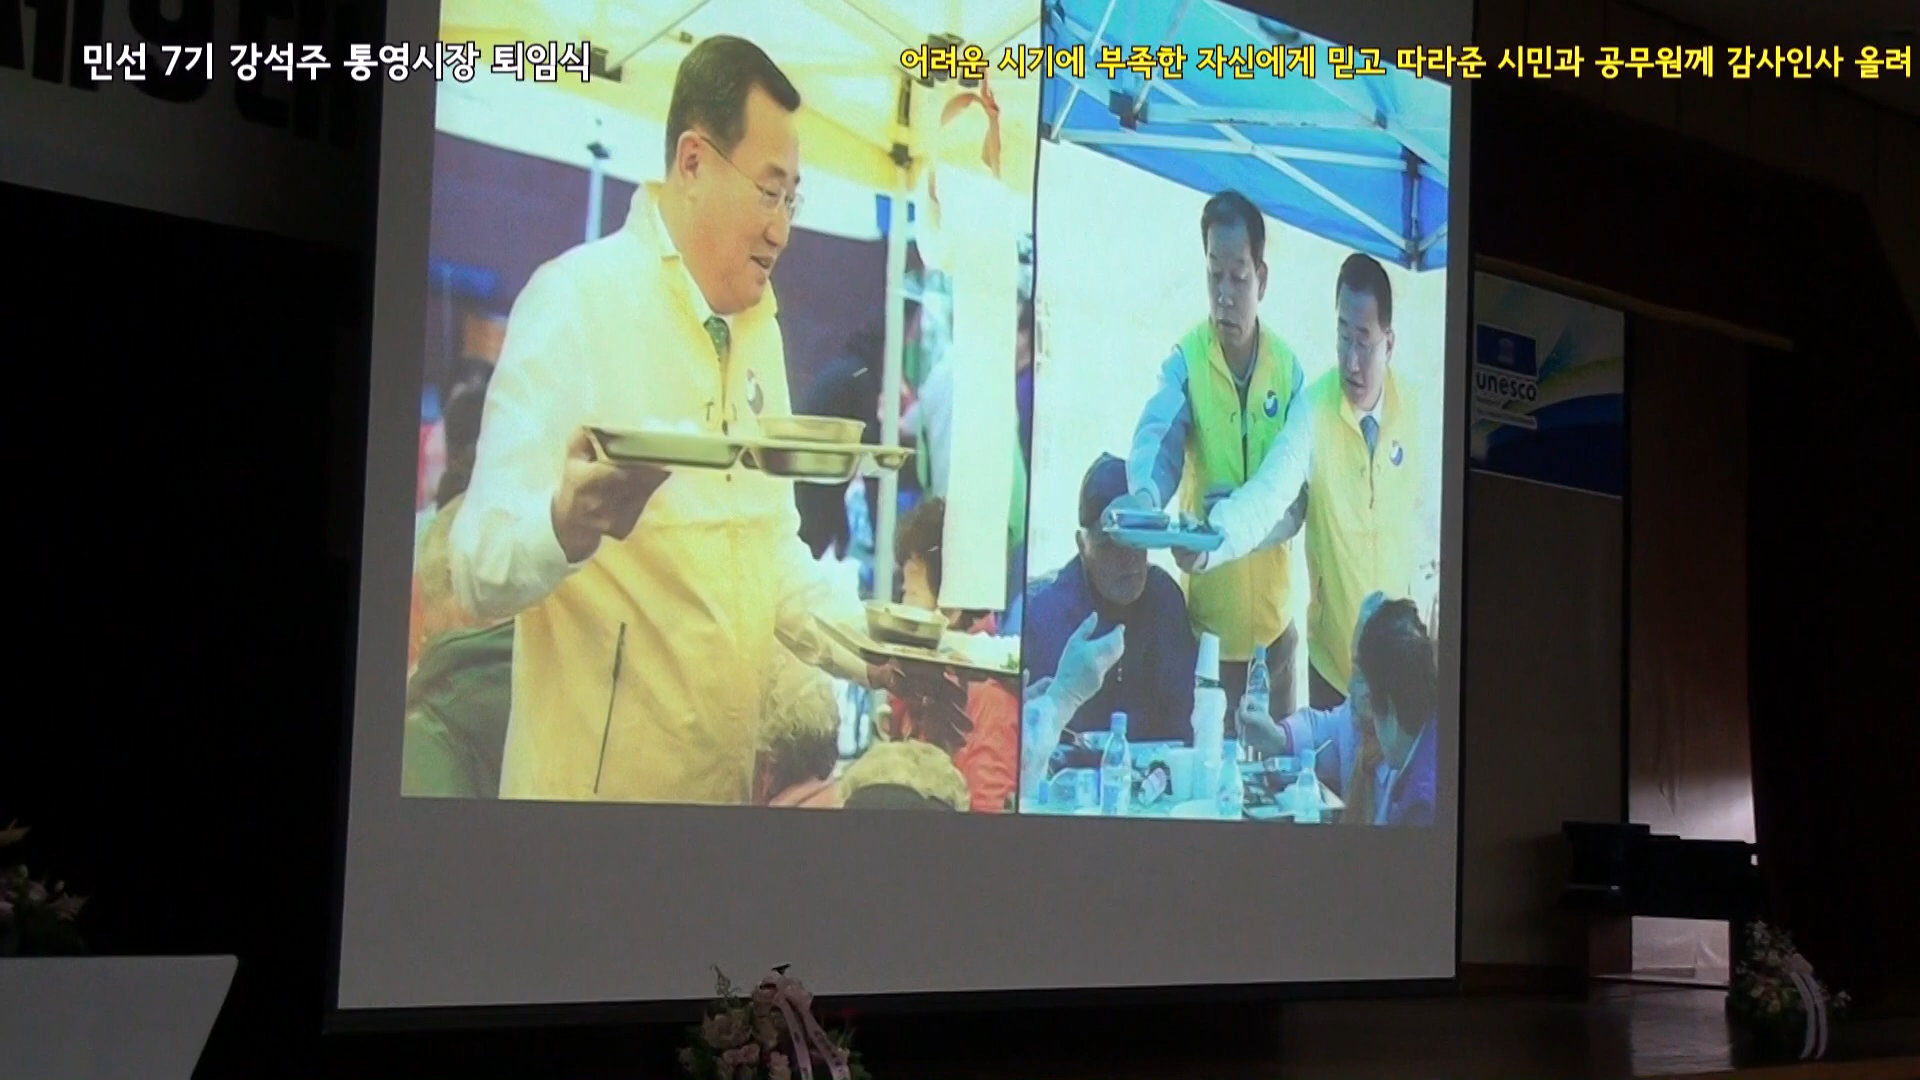 민선 7기 강석주 통영시장 퇴임식
어려운 시기에 부족한 자신에게 믿고 따라준 시민과 공무원께 감사인사 올려
unesco